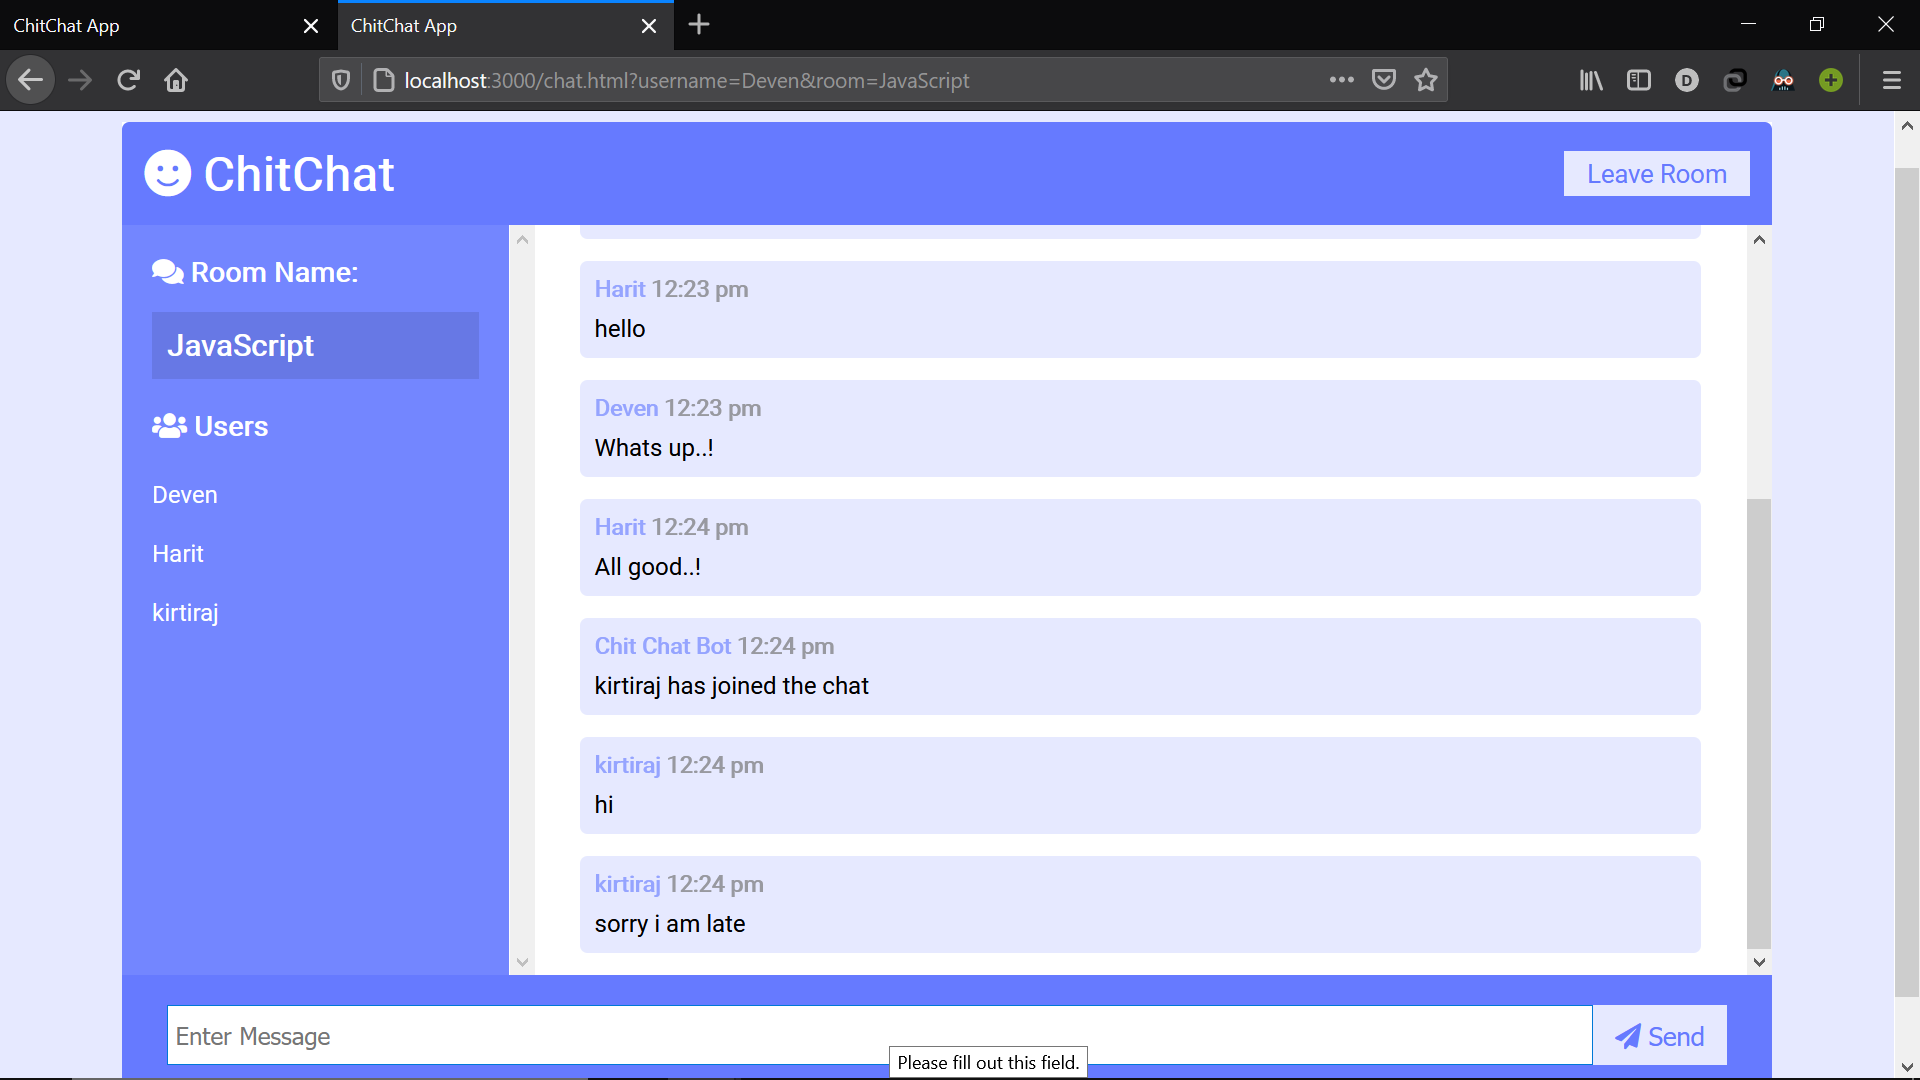 ChitChat App
ChitChat App
localhost:3000/chat.html?username=Deven&room=JavaScript
D
ChitChat
Leave Room
Room Name:
JavaScript
Users
Deven
Harit
kirtiraj
Harit 12:23 pm
hello
Deven 12:23 pm
Whats up..!
Harit 12:24 pm
All good..!
Chit Chat Bot 12:24 pm
kirtiraj has joined the chat
kirtiraj 12:24 pm
hi
kirtiraj 12:24 pm
sorry i am late
Enter Message
Send
Please fill out this field.